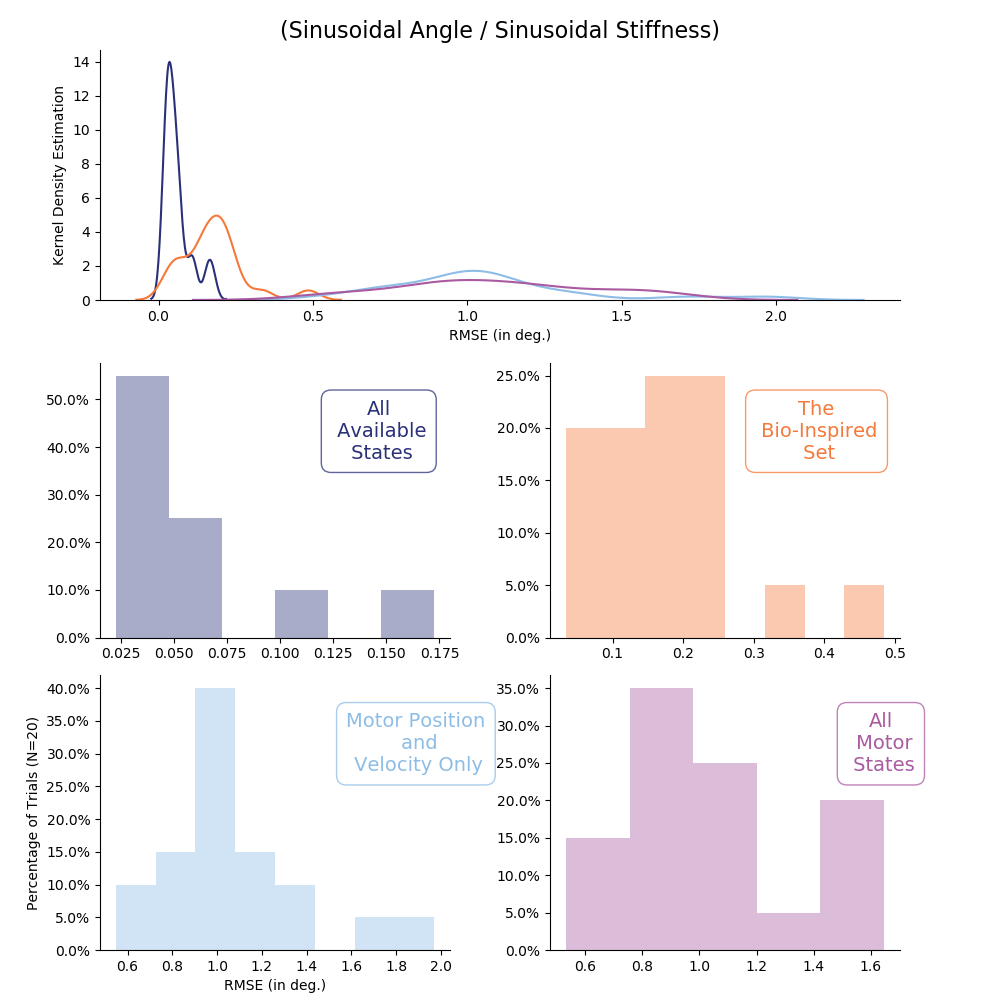 (Sinusoidal Angle / Sinusoidal Stiffness)
14
12
10
8
6
4
2
0
Kernel Density Estimation
0.0 0.5 1.0 1.5 2.0
RMSE (in deg.)
50.0%
40.0%
30.0%
20.0%
10.0%
0.0%
All
Available
States
0.025 0.050 0.075 0.100 0.125 0.150 0.175
25.0%
20.0%
15.0%
10.0%
5.0%
0.0%
The
Bio-Inspired
Set
0.1 0.2 0.3 0.4 0.5
40.0%
35.0%
30.0%
25.0%
20.0%
15.0%
10.0%
5.0%
0.0%
Percentage of Trials (N=20)
Motor Position
and
Velocity Only
0.6 0.8 1.0 1.2 1.4 1.6 1.8 2.0
RMSE (in deg.)
35.0%
30.0%
25.0%
20.0%
15.0%
10.0%
5.0%
0.0%
All
Motor
States
0.6 0.8 1.0 1.2 1.4 1.6